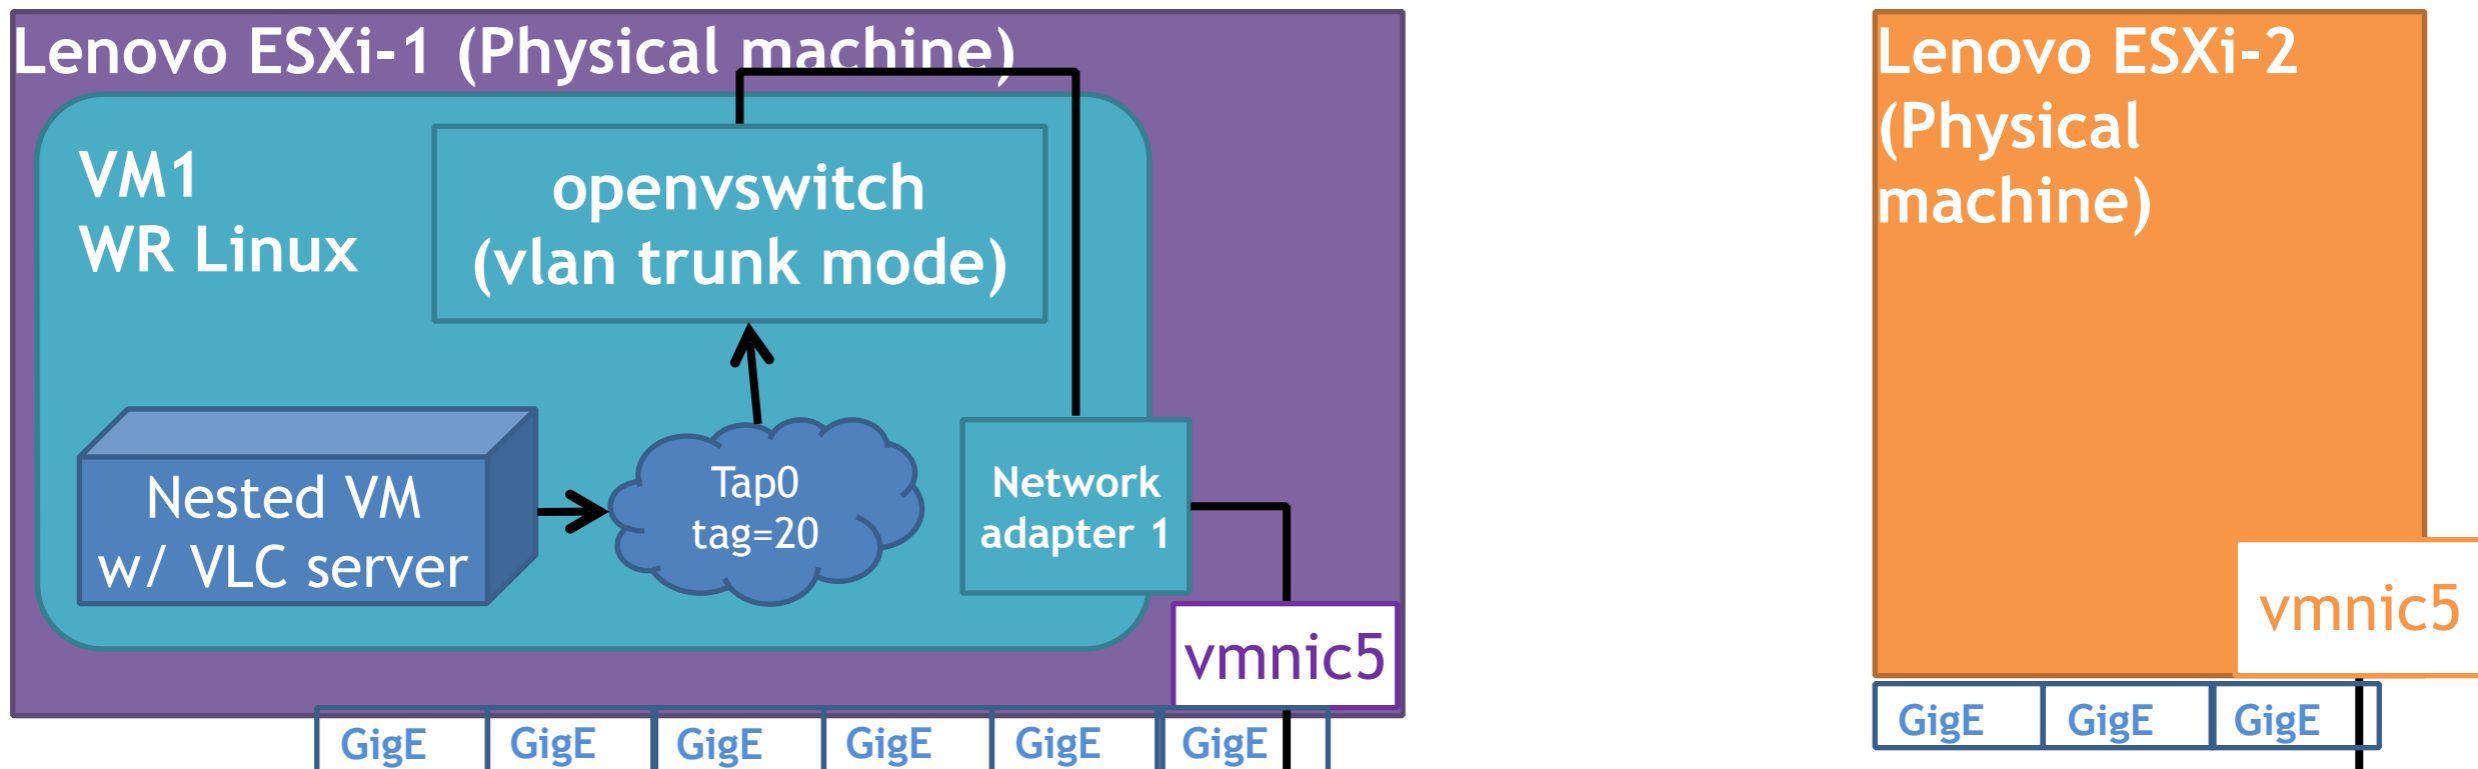 Lenovo ESXi-1 (Physical machine)
VM1
WR Linux
openvswitch
(vlan trunk mode)
Nested VM
w/ VLC server
Tap0
tag=20
Network
adapter 1
vmnic5
GigE
GigE
GigE
GigE
GigE
GigE
Lenovo ESXi-2
(Physical
machine)
vmnic5
GigE
GigE
GigE